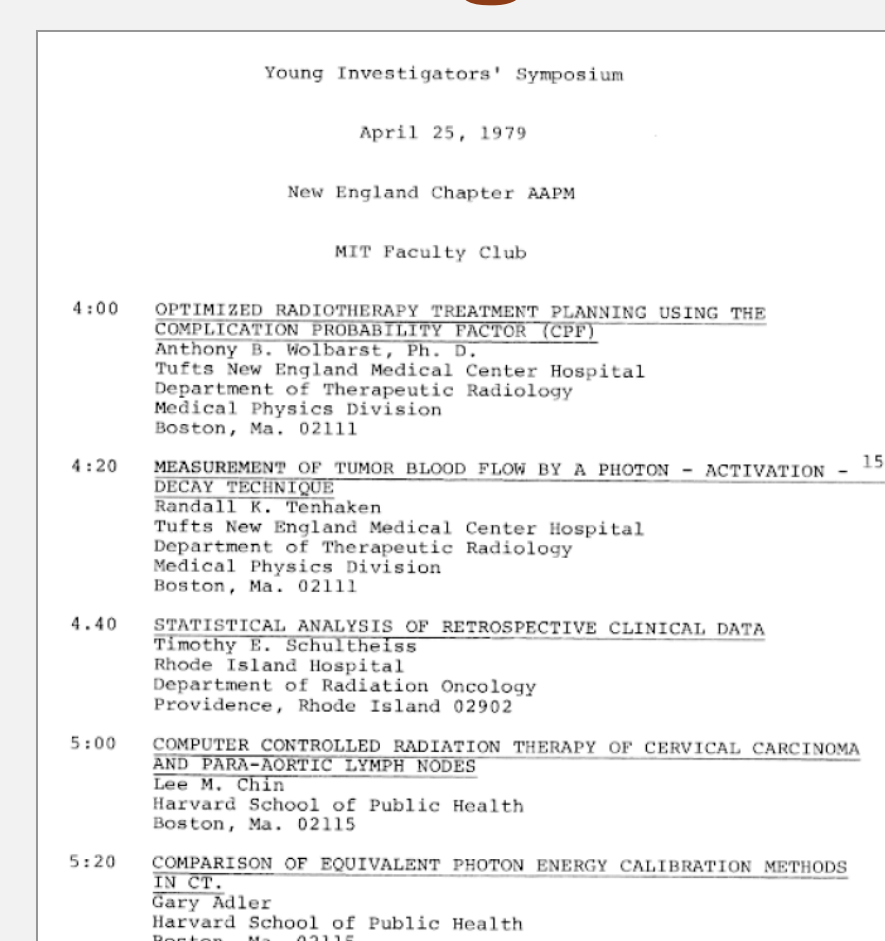 Young Investigators' Symposium
April 25, 1979
New England Chapter AAPM
MIT Faculty Club
4:00 OPTIMIZED RADIOTHERAPY TREATMENT PLANNING USING THE
COMPLICATION PROBABILITY FACTOR (CPF)
Anthony B. Wolbarst, Ph. D.
Tufts New England Medical Center Hospital
Department of Therapeutic Radiology
Medical Physics Division
Boston, Ma. 02111
4:20 MEASUREMENT OF TUMOR BLOOD FLOW BY A PHOTON - ACTIVATION - 15
DECAY TECHNIQUE
Randall K. Tenhaken
Tufts New England Medical Center Hospital
Department of Therapeutic Radiology
Medical Physics Division
Boston, Ma. 02111
4.40 STATISTICAL ANALYSIS OF RETROSPECTIVE CLINICAL DATA
Timothy E. Schultheiss
Rhode Island Hospital
Department of Radiation Oncology
Providence, Rhode Island 02902
5:00 COMPUTER CONTROLLED RADIATION THERAPY OF CERVICAL CARCINOMA
AND PARA-AORTIC LYMPH NODES
Lee M. Chin
Harvard School of Public Health
Boston, Ma. 02115
5:20 COMPARISON OF EQUIVALENT PHOTON ENERGY CALIBRATION METHODS
IN CT.
Gary Adler
Harvard School of Public Health
Boston, Ma. 02115